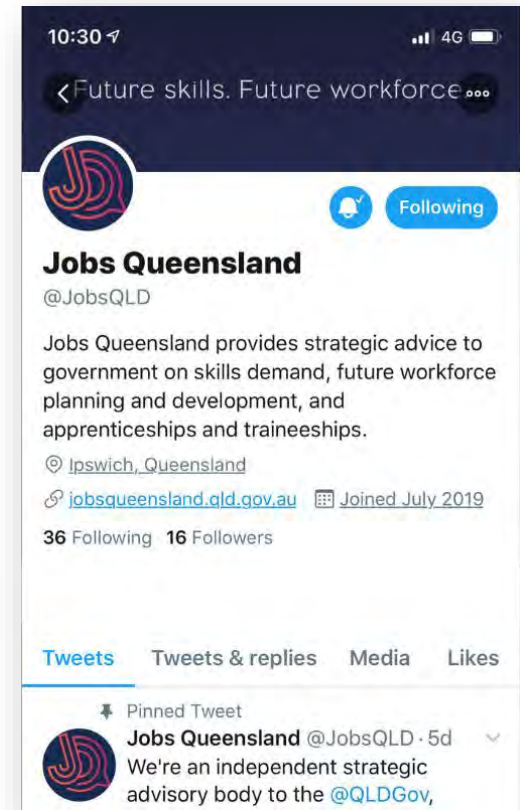 10:30
4G
Future skills. Future workforce
JQ
Following
Jobs Queensland
@JobsQLD
Jobs Queensland provides strategic advice to
government on skills demand, future workforce
planning and development, and
apprenticeships and traineeships.
Ipswich, Queensland
jobsqueensland.qld.gov.au Joined July 2019
36 Following 16 Followers
Tweets Tweets & replies Media Likes
Pinned Tweet
Jobs Queensland @JobsQLD · 5d
We're an independent strategic
advisory body to the @QLDGov,